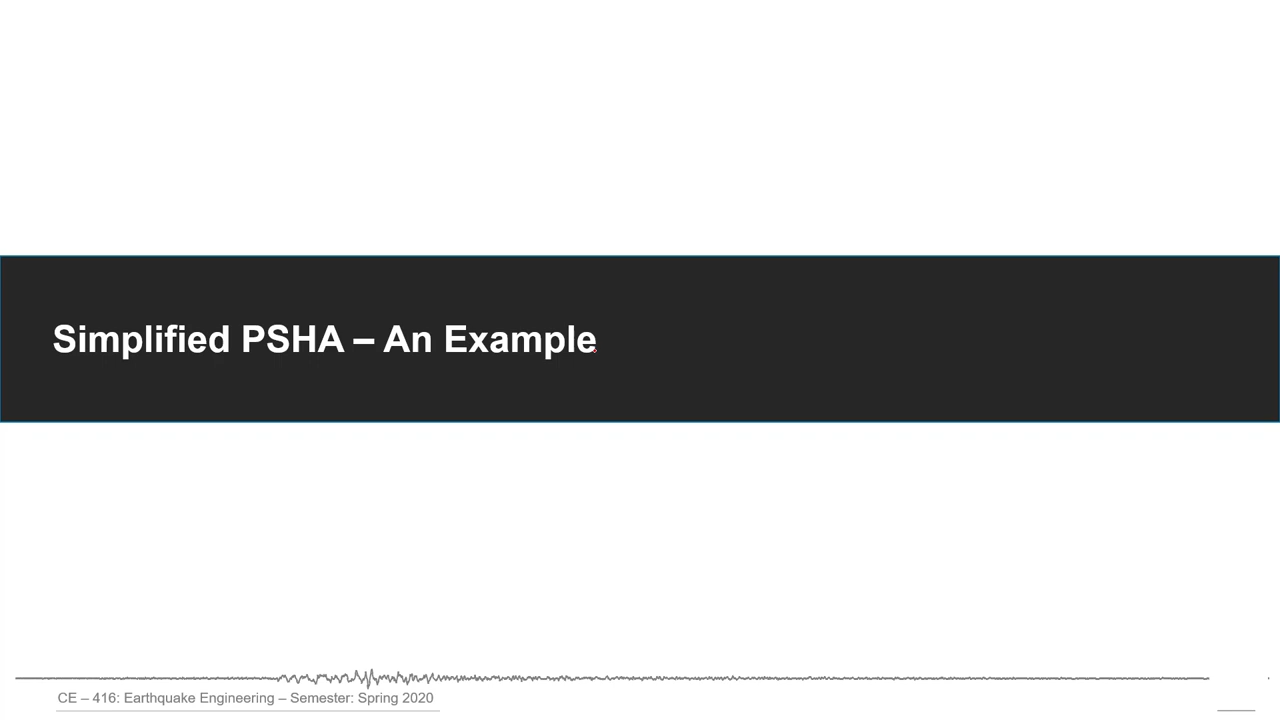 Simplified PSHA – An Example
CE – 416: Earthquake Engineering – Semester: Spring 2020